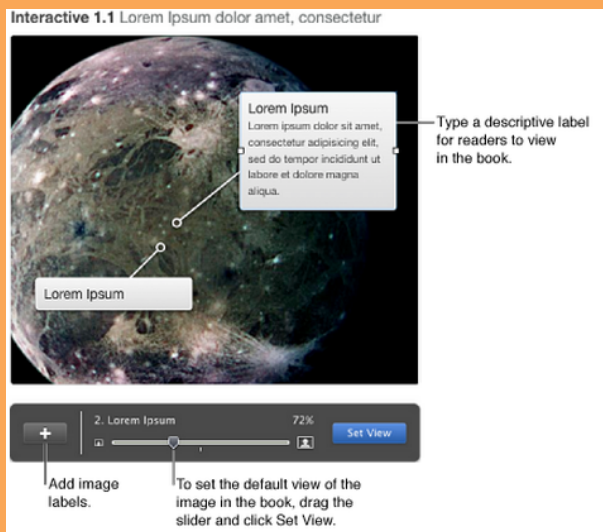 Interactive 1.1 Lorem Ipsum dolor amet, consectetur
Lorem Ipsum
Lorem ipsum dolor sit amet,
consectetur adipisicing elit,
sed do tempor incididunt ut
labore et dolore magna
aliqua.
Type a descriptive label
for readers to view
in the book.
Lorem Ipsum
2. Lorem Ipsum
72%
Set View
Add image
labels.
To set the default view of the
image in the book, drag the
slider and click Set View.